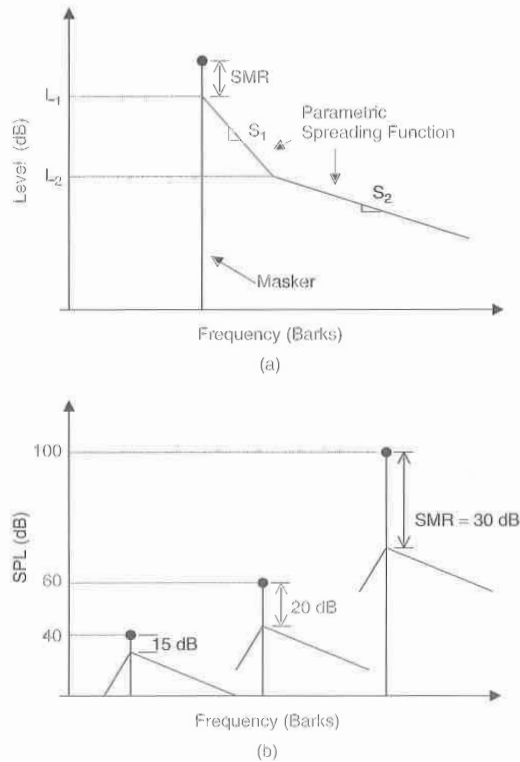 SMR
L1
S1
Parametric
Spreading Function
Level (dB)
L2
S2
Masker
Frequency (Barks)
(a)
100
SMR = 30 dB
SPL (dB)
60
20 dB
40
15 dB
Frequency (Barks)
(b)